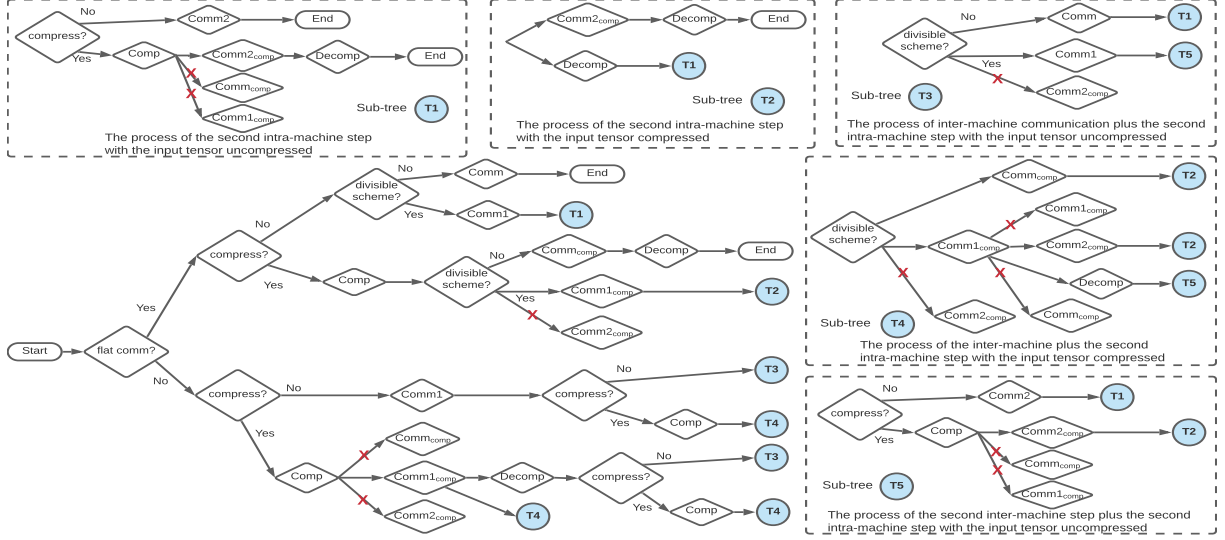 compress?
No
Comm2
End
Yes
Comp
Comm2comp
Decomp
End
Commcomp
Comm1comp
Sub-tree
T1
The process of the second intra-machine step
with the input tensor uncompressed
Comm2comp
Decomp
End
Decomp
T1
Sub-tree
T2
The process of the second intra-machine step
with the input tensor compressed
divisible
scheme?
No
Comm
T1
Yes
Comm1
T5
Comm2comp
Sub-tree
T3
The process of inter-machine communication plus the second
intra-machine step with the input tensor uncompressed
Start
flat comm?
Yes
compress?
No
divisible
scheme?
No
Comm
End
Yes
Comm1
T1
Yes
Comp
divisible
scheme?
No
Commcomp
Decomp
End
Yes
Comm1comp
T2
Comm2comp
No
compress?
No
Comm1
compress?
No
T3
Yes
Comp
T4
Yes
Comp
Commcomp
Comm1comp
Decomp
compress?
No
T3
Yes
Comp
T4
T4
Comm2comp
divisible
scheme?
Commcomp
T2
Comm1comp
Comm1comp
Comm2comp
T2
Decomp
T5
Comm2comp
Commcomp
Sub-tree
T4
The process of the inter-machine plus the second
intra-machine step with the input tensor compressed
compress?
No
Comm2
T1
Yes
Comp
Comm2comp
T2
Commcomp
Comm1comp
Sub-tree
T5
The process of the second inter-machine step plus the second
intra-machine step with the input tensor uncompressed